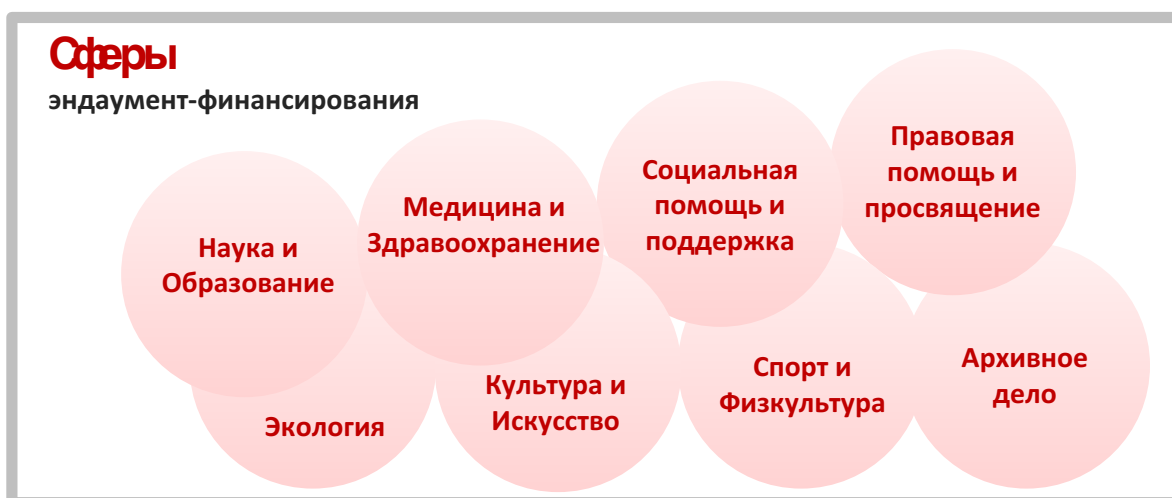 Сферы
эндаумент-финансирования
Наука и
Образование
Медицина и
Здравоохранение
Социальная
помощь и
поддержка
Правовая
помощь и
просвящение
Экология
Культура и
Искусство
Спорт и
Физкультура
Архивное
дело